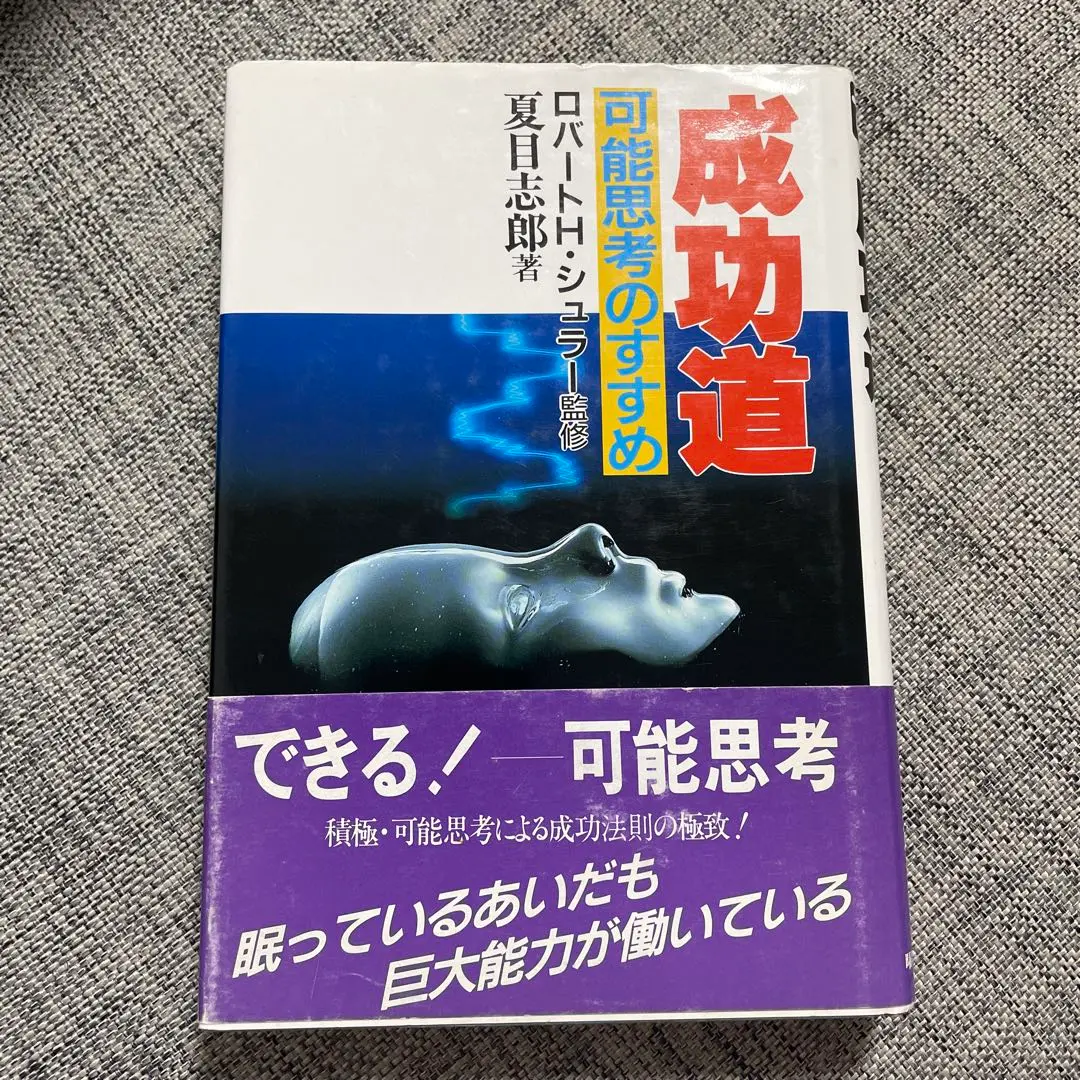 成功道
可能思考のすすめ
ロバートH・シュラー監修
夏目志郎著
できる！――可能思考
積極・可能思考による成功法則の極致！
眠っているあいだも
巨大能力が働いている